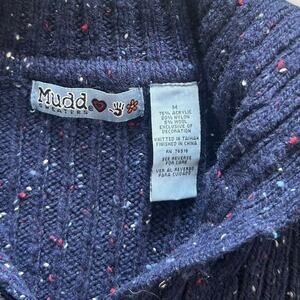 Mudd
SWEATERS
M
75% ACRYLIC
20% NYLON
5% WOOL
EXCLUSIVE OF
DECORATION
KNITTED IN TAIWAN
FINISHED IN CHINA
SEE REVERSE
FOR CARE
VER AL REVERSO
PARA CUIDADO